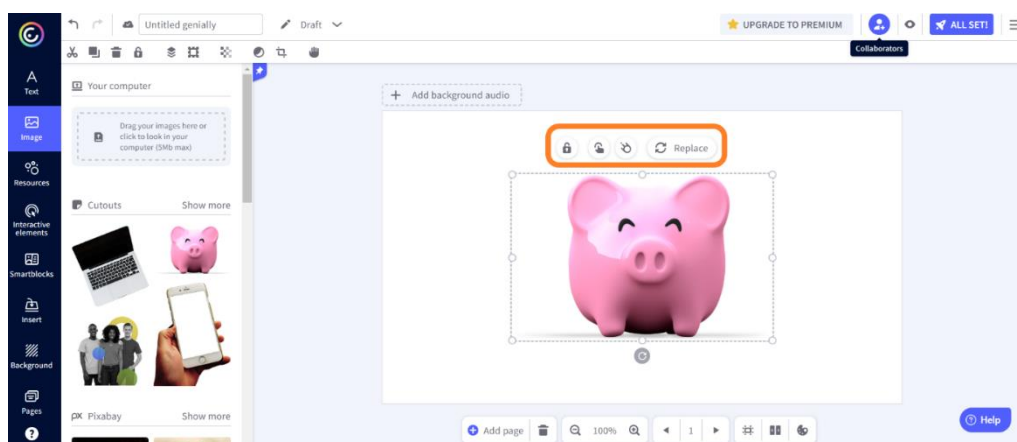 Untitled genially
Draft
UPGRADE TO PREMIUM
ALL SET!
Collaborators
Text
Image
Resources
Interactive
elements
Smartblocks
Insert
Background
Pages
Your computer
Drag your images here or
click to look in your
computer (5Mb max)
Cutouts
Show more
px Pixabay
Show more
+ Add background audio
Replace
Add page
100%
1
? Help